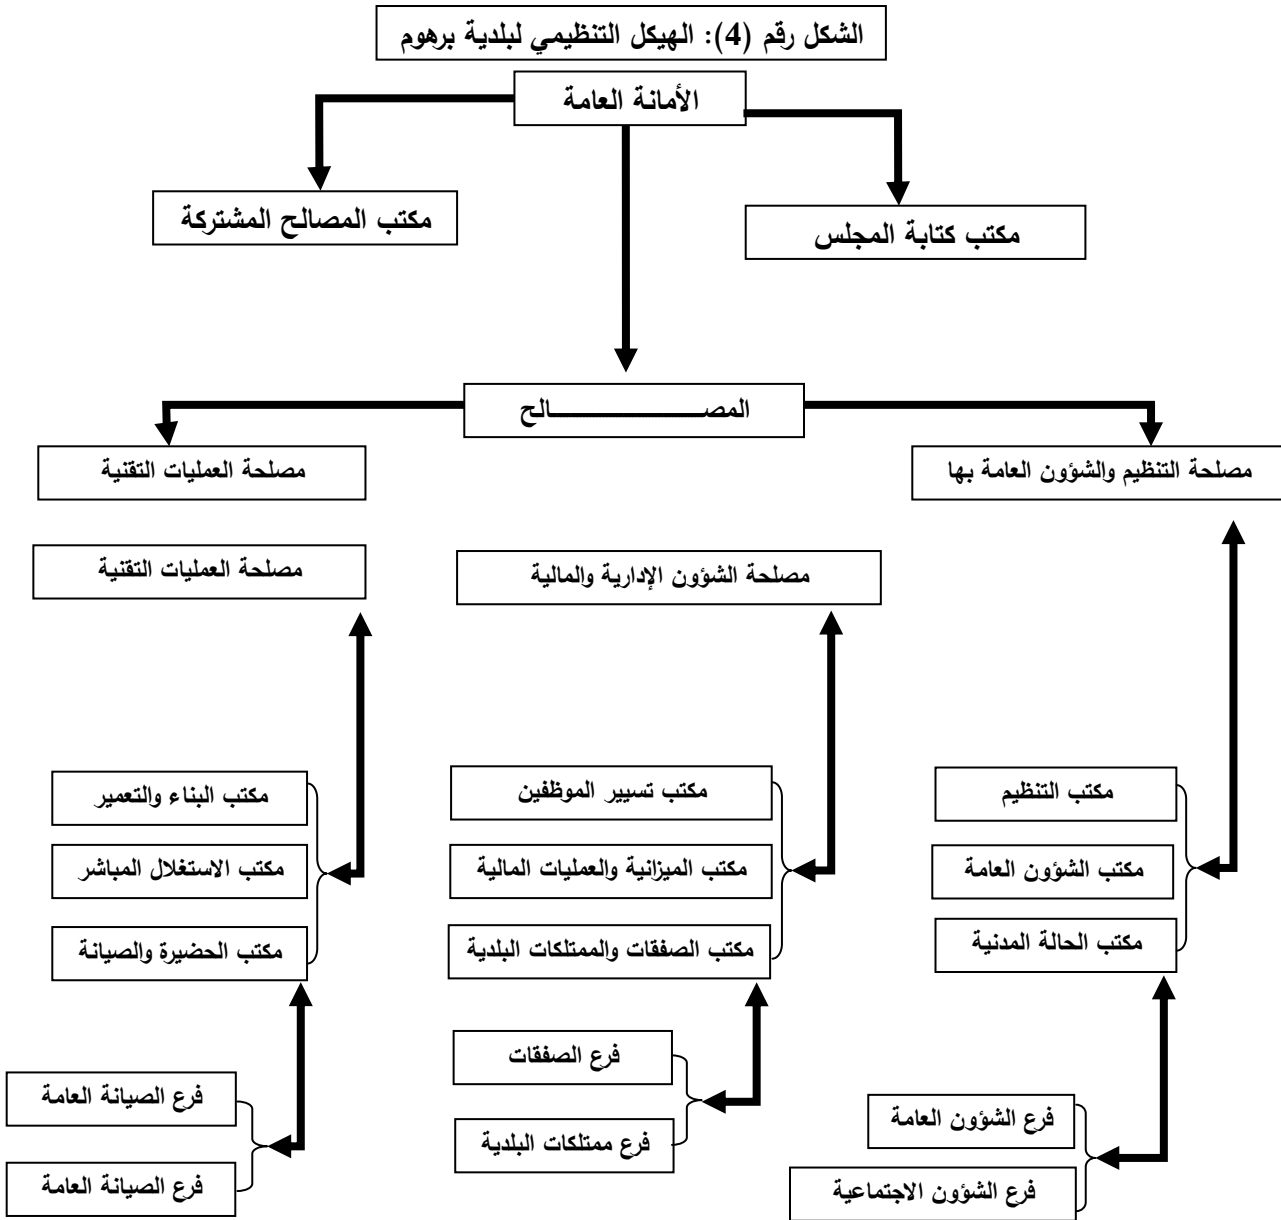 الشكل رقم (4): الهيكل التنظيمي لبلدية برهوم
الأمانة العامة
مكتب كتابة المجلس
مكتب المصالح المشتركة
المصـــــــــــــــالح
مصلحة التنظيم والشؤون العامة بها
مصلحة العمليات التقنية
مصلحة الشؤون الإدارية والمالية
مصلحة العمليات التقنية
مكتب التنظيم
مكتب تسيير الموظفين
مكتب البناء والتعمير
مكتب الشؤون العامة
مكتب الميزانية والعمليات المالية
مكتب الاستغلال المباشر
مكتب الحالة المدنية
مكتب الصفقات والممتلكات البلدية
مكتب الحضيرة والصيانة
فرع الشؤون العامة
فرع الشؤون الاجتماعية
فرع الصفقات
فرع ممتلكات البلدية
فرع الصيانة العامة
فرع الصيانة العامة